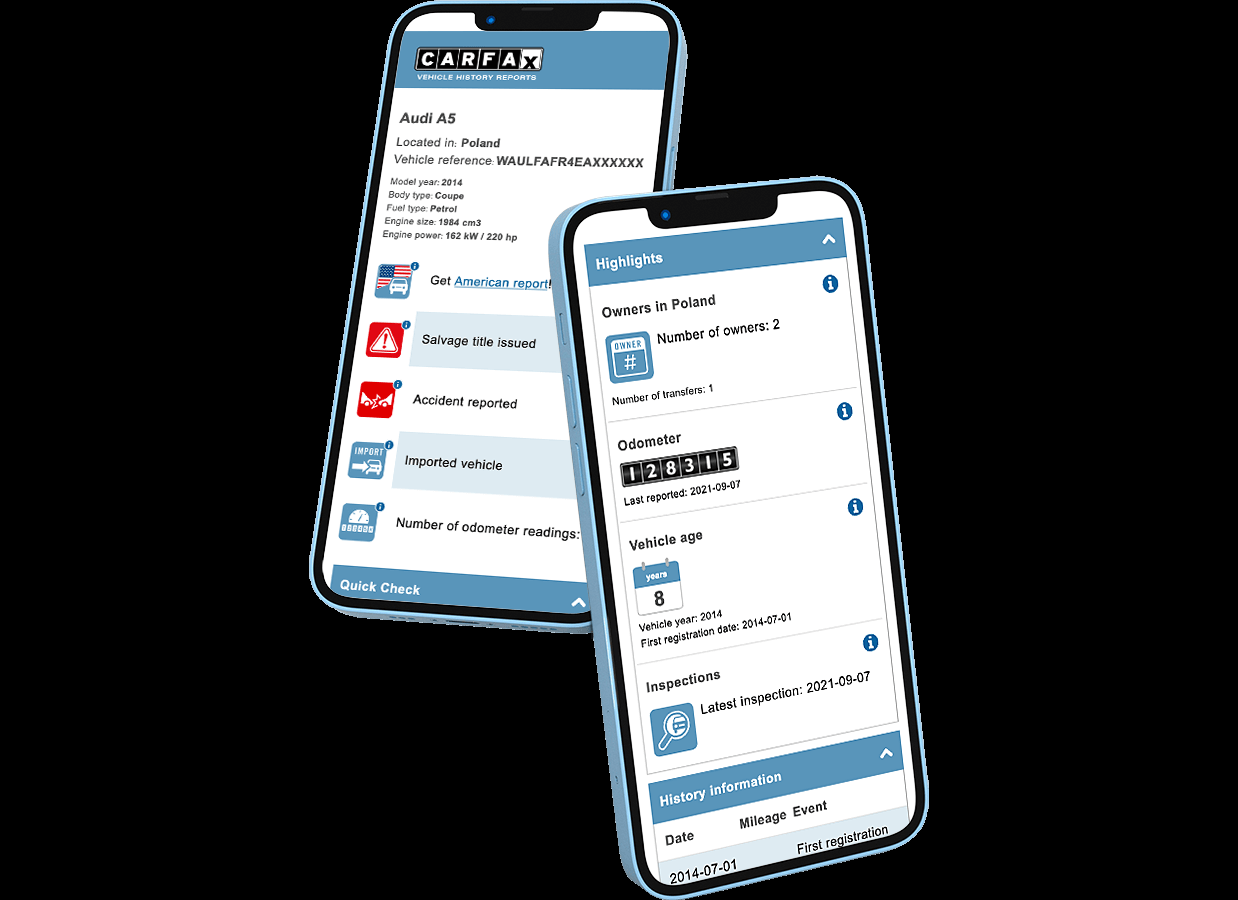 CARFAX
VEHICLE HISTORY REPORTS
Audi A5
Located in: Poland
Vehicle reference: WAULFAFR4EAXXXXXX
Model year: 2014
Body type: Coupe
Fuel type: Petrol
Engine size: 1984 cm3
Engine power: 162 kW / 220 hp
Get American report!
Salvage title issued
Accident reported
IMPORT
Imported vehicle
Number of odometer readings:
Quick Check
Highlights
Owners in Poland
OWNER
#
Number of owners: 2
Number of transfers: 1
Odometer
128315
Last reported: 2021-09-07
Vehicle age
years
8
Vehicle year: 2014
First registration date: 2014-07-01
Inspections
Latest inspection: 2021-09-07
History information
Date Mileage Event
2014-07-01 First registration